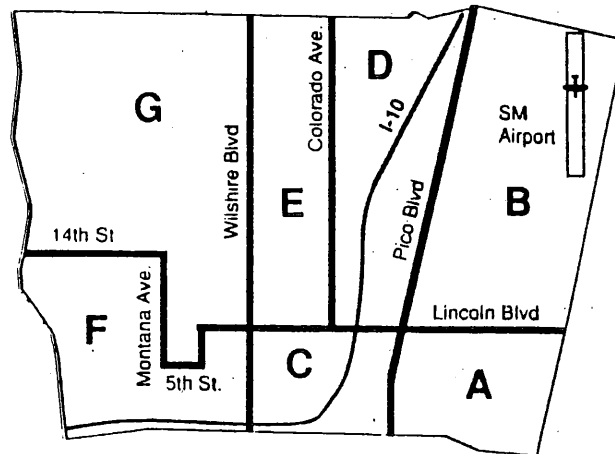 D
Colorado Ave.
I-10
G
SM
Airport
Wilshire Blvd
E
Pico Blvd
B
14th St
Montana Ave.
F
Lincoln Blvd
C
5th St.
A